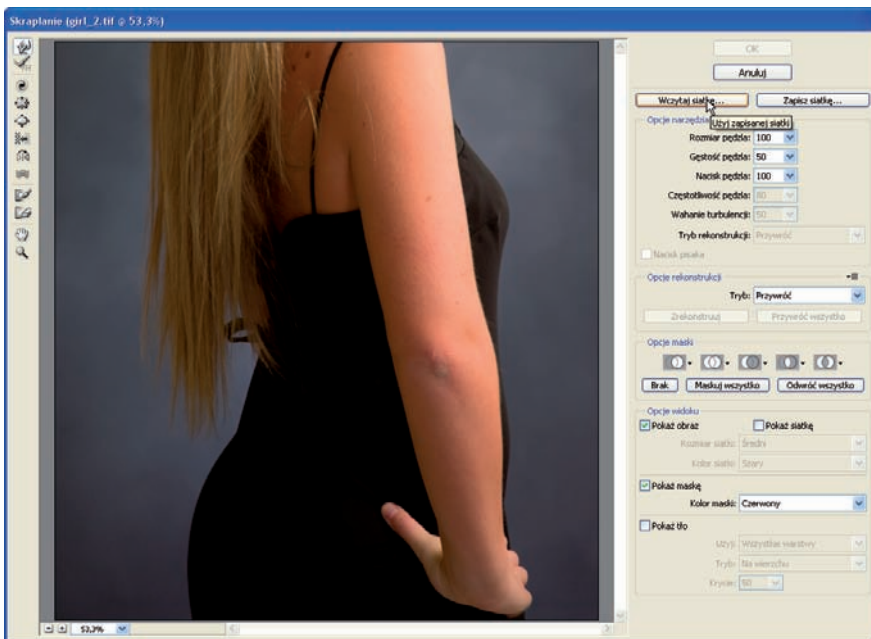 Skraplanie (girl_2.tif @ 53,3%)
OK
Anuluj
Wczytaj siatkę... Zapisz siatkę...
Użyj zapisanej siatki
Opcje narzędzia
Rozmiar pędzla: 100
Gęstość pędzla: 50
Nacisk pędzla: 100
Częstotliwość pędzla: 80
Wahanie turbulencji: 50
Tryb rekonstrukcji: Przywróć
Nacisk pisaka
Opcje rekonstrukcji
Tryb: Przywróć
Zrekonstruuj Przywróć wszystko
Opcje maski
Brak Maskuj wszystko Odwróć wszystko
Opcje widoku
Pokaż obraz Pokaż siatkę
Rozmiar siatki: Średni
Kolor siatki: Szary
Pokaż maskę
Kolor maski: Czerwony
Pokaż tło
Użyj: Wszystkie warstwy
Tryb: Na wierzchu
Krycie: 50
53,3%